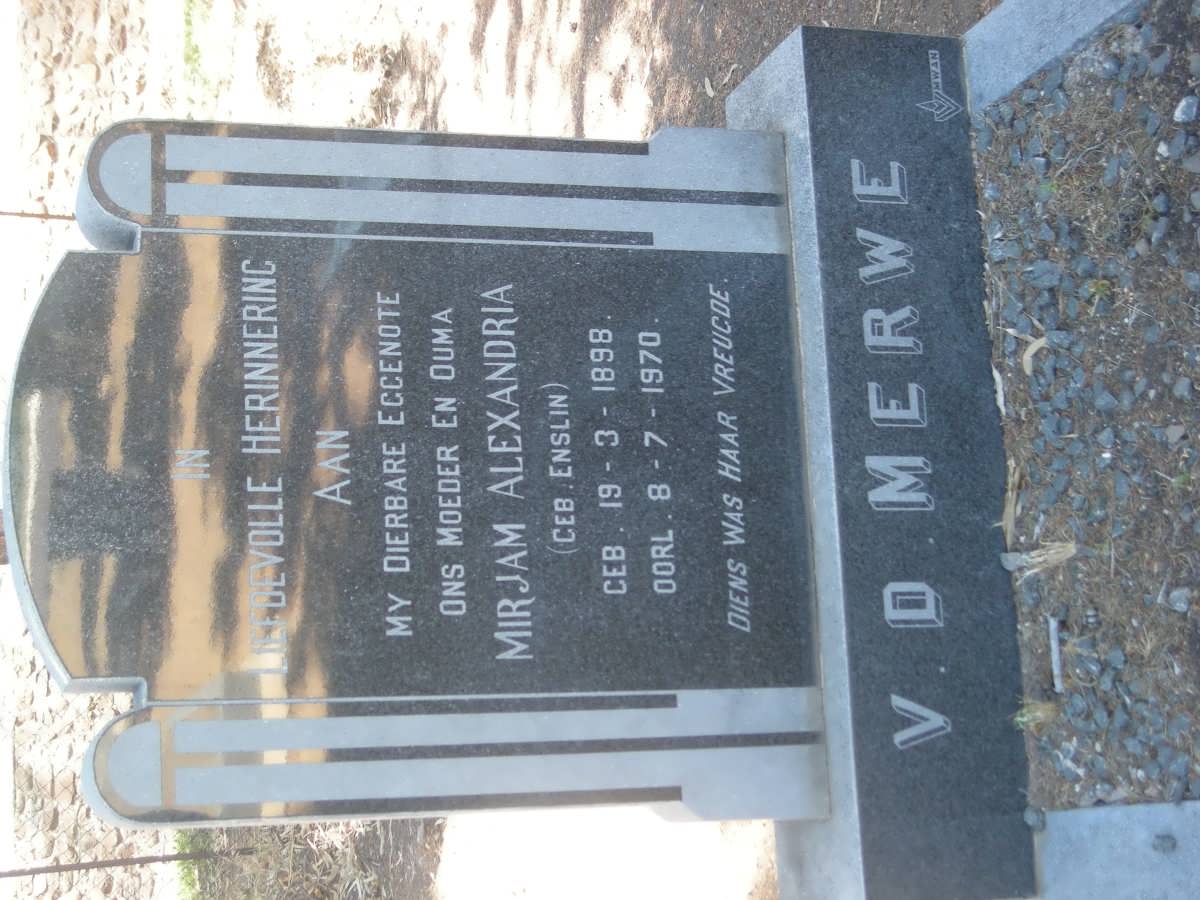 IN
LIEFDEVOLLE HERINNERING
AAN
MY DIERBARE EGGENOTE
ONS MOEDER EN OUMA
MIRJAM ALEXANDRIA
(GEB. ENSLIN)
GEB. 19-3-1898.
OORL. 8-7-1970.
DIENS WAS HAAR VREUGDE.
V.D. MERWE